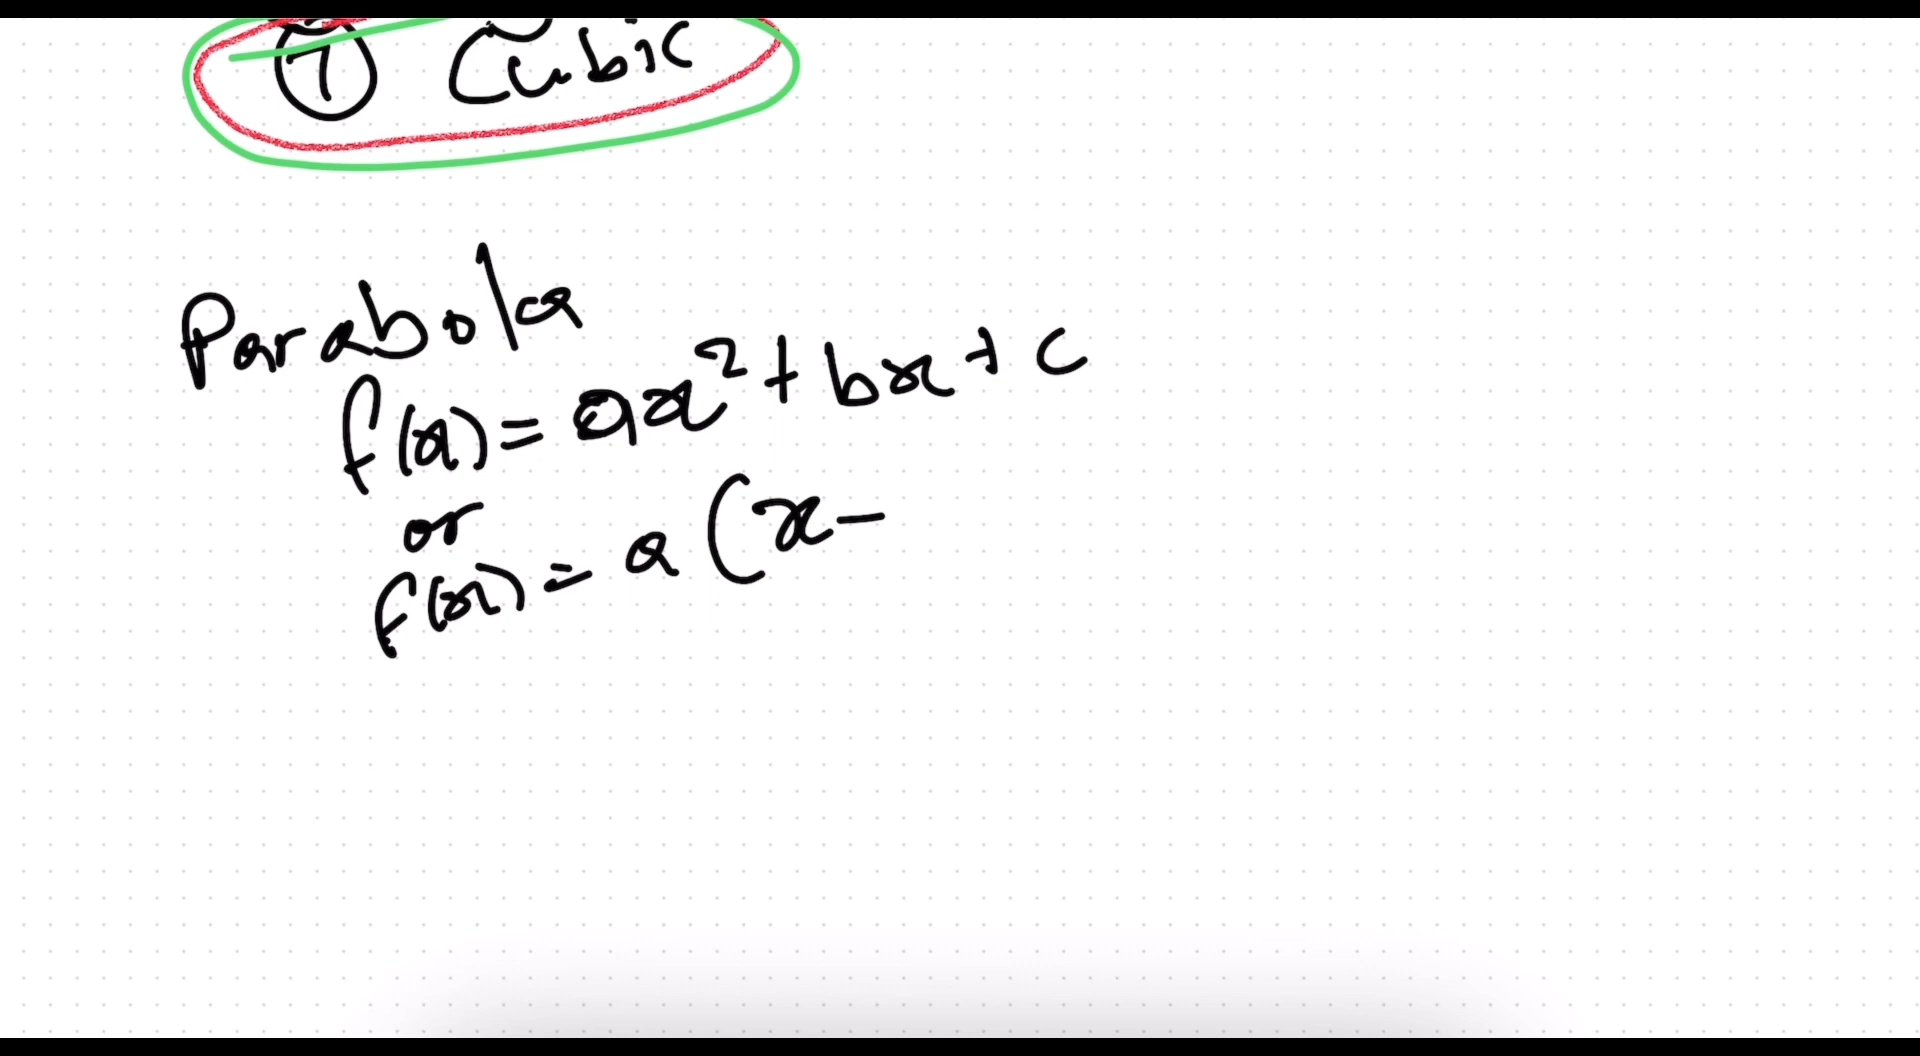 ⑦ Cubic
Parabola
f(x) = ax² + bx + c
or
f(x) = a (x -